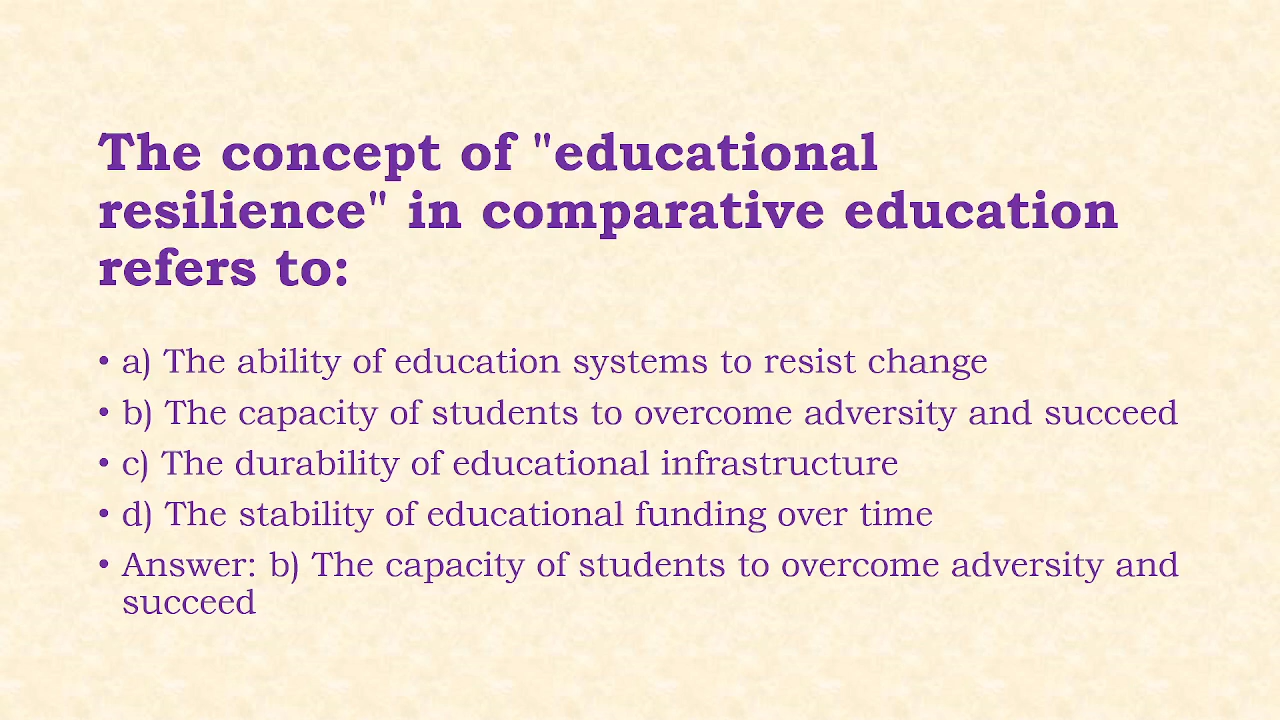 The concept of "educational
resilience" in comparative education
refers to:
• a) The ability of education systems to resist change
• b) The capacity of students to overcome adversity and succeed
• c) The durability of educational infrastructure
• d) The stability of educational funding over time
• Answer: b) The capacity of students to overcome adversity and
succeed